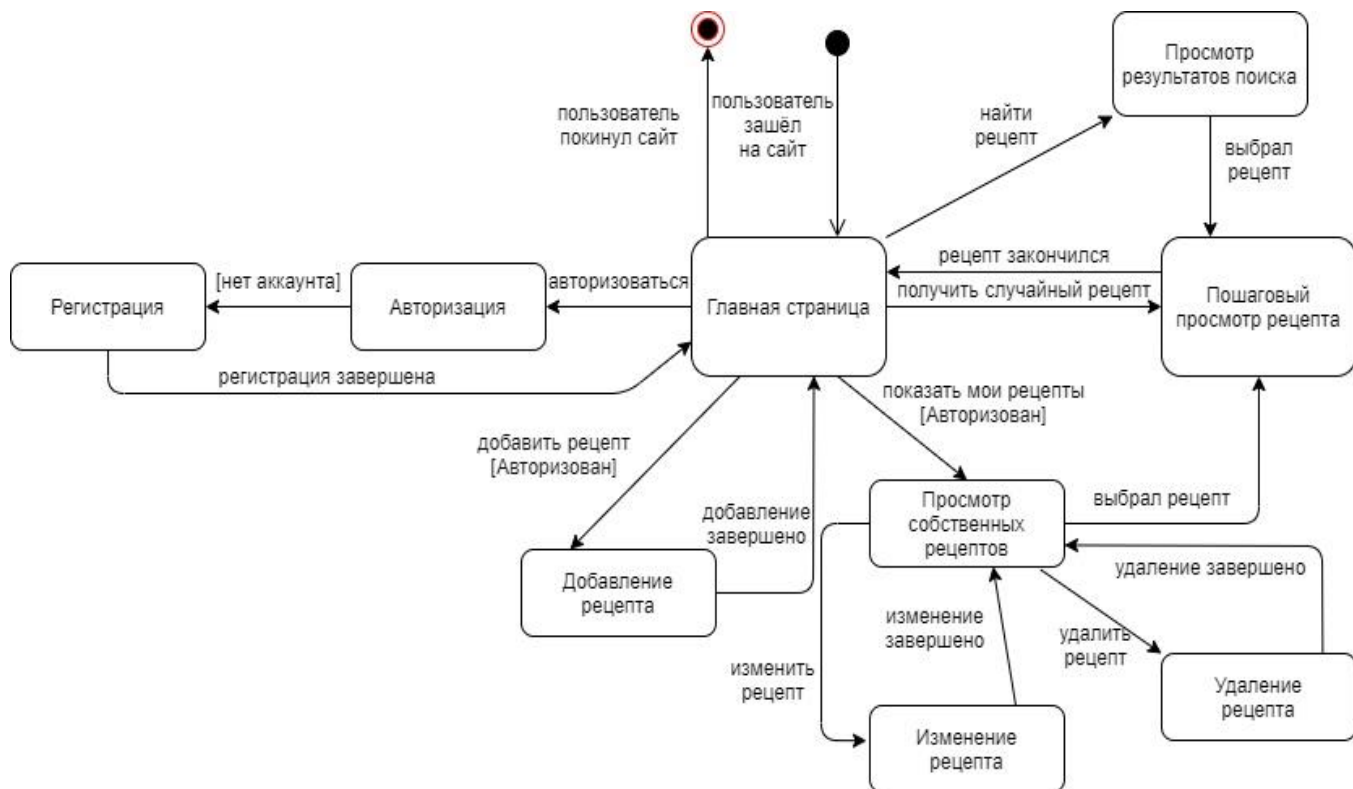 Просмотр
результатов поиска
пользователь
покинул сайт
пользователь
зашёл
на сайт
найти
рецепт
выбрал
рецепт
Регистрация
[нет аккаунта]
Авторизация
авторизоваться
Главная страница
рецепт закончился
получить случайный рецепт
Пошаговый
просмотр рецепта
регистрация завершена
показать мои рецепты
[Авторизован]
добавить рецепт
[Авторизован]
Просмотр
собственных
рецептов
выбрал рецепт
добавление
завершено
Добавление
рецепта
удаление завершено
изменение
завершено
удалить
рецепт
изменить
рецепт
Удаление
рецепта
Изменение
рецепта